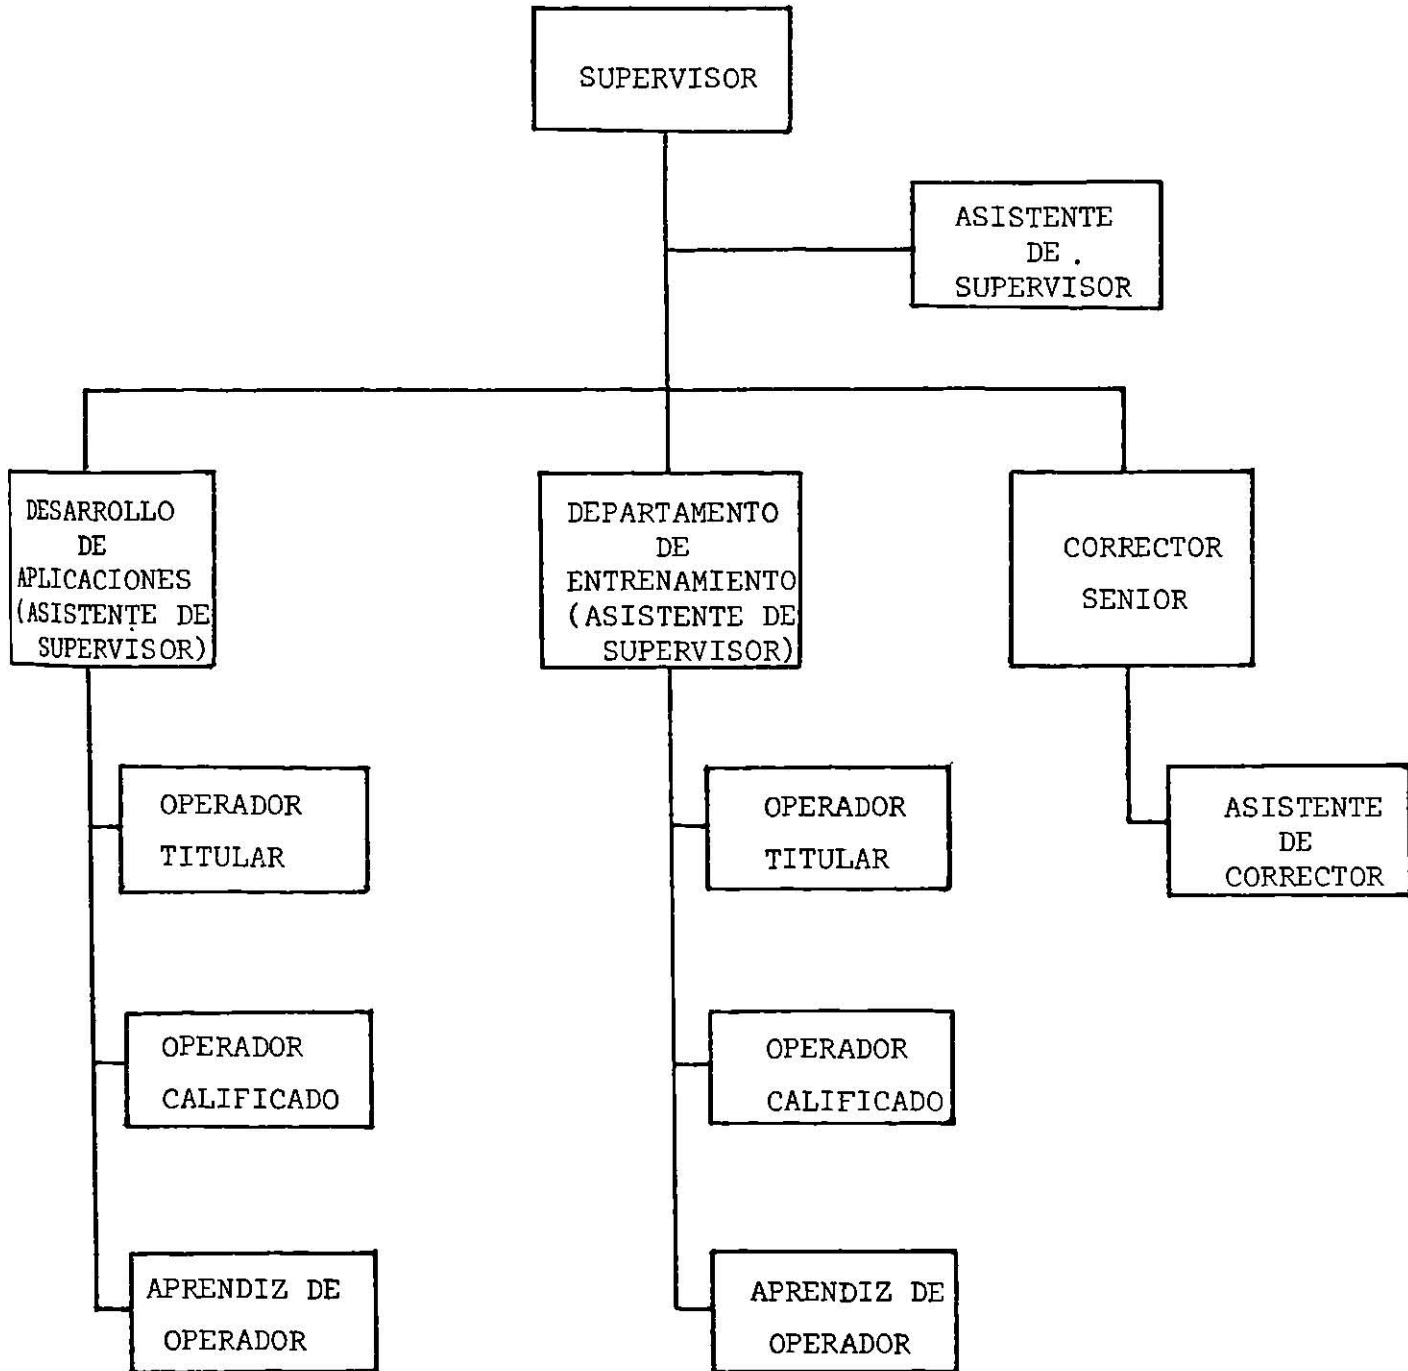 SUPERVISOR
ASISTENTE
DE .
SUPERVISOR
DESARROLLO
DE
APLICACIONES
(ASISTENTE DE
SUPERVISOR)
DEPARTAMENTO
DE
ENTRENAMIENTO
(ASISTENTE DE
SUPERVISOR)
CORRECTOR
SENIOR
OPERADOR
TITULAR
OPERADOR
TITULAR
ASISTENTE
DE
CORRECTOR
OPERADOR
CALIFICADO
OPERADOR
CALIFICADO
APRENDIZ DE
OPERADOR
APRENDIZ DE
OPERADOR